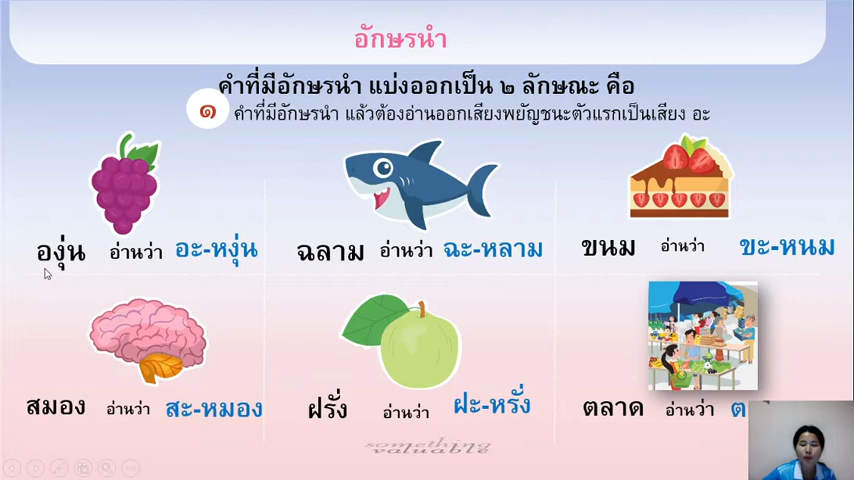 อักษรนำ
คำที่มีอักษรนำ แบ่งออกเป็น ๒ ลักษณะ คือ
๑ คำที่มีอักษรนำ แล้วต้องอ่านออกเสียงพยัญชนะตัวแรกเป็นเสียง อะ
องุ่น อ่านว่า อะ-หงุ่น
ฉลาม อ่านว่า ฉะ-หลาม
ขนม อ่านว่า ขะ-หนม
สมอง อ่านว่า สะ-หมอง
ฝรั่ง อ่านว่า ฝะ-หรั่ง
ตลาด อ่านว่า
something
valuable